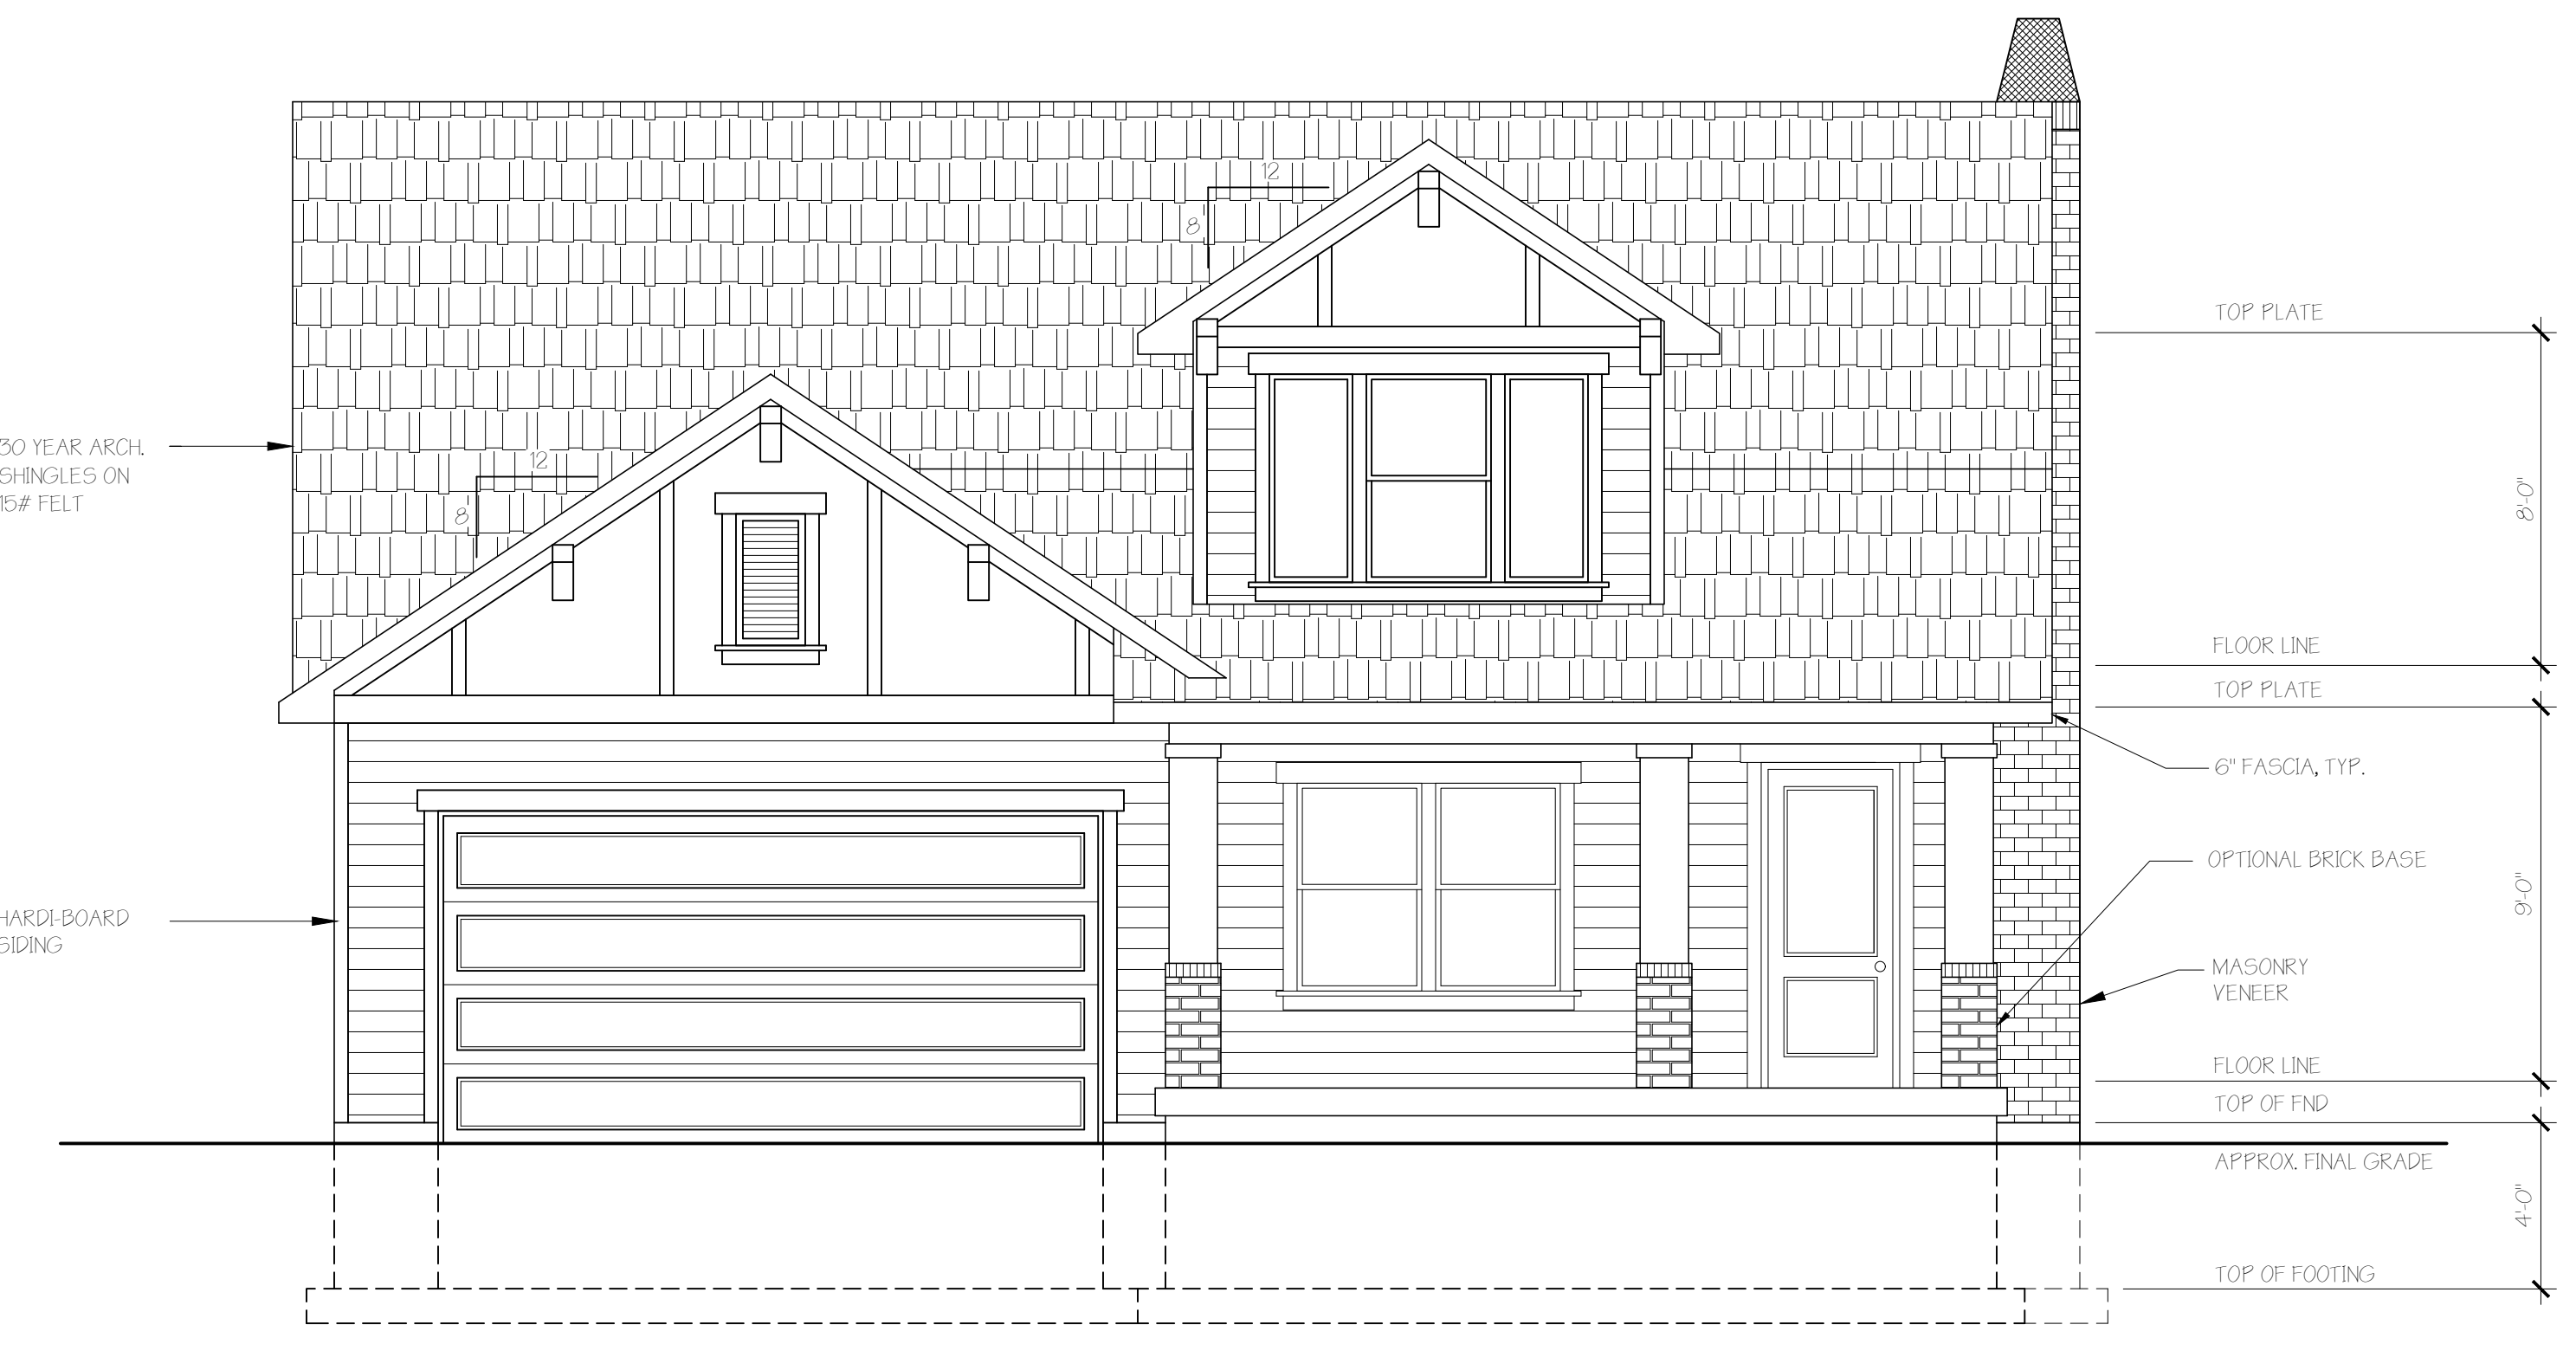 12
8
TOP PLATE
30 YEAR ARCH.
SHINGLES ON
15# FELT
12
8
8'-0"
FLOOR LINE
TOP PLATE
6" FASCIA, TYP.
OPTIONAL BRICK BASE
9'-0"
HARDI-BOARD
SIDING
MASONRY
VENEER
FLOOR LINE
TOP OF FND
APPROX. FINAL GRADE
4'-0"
TOP OF FOOTING